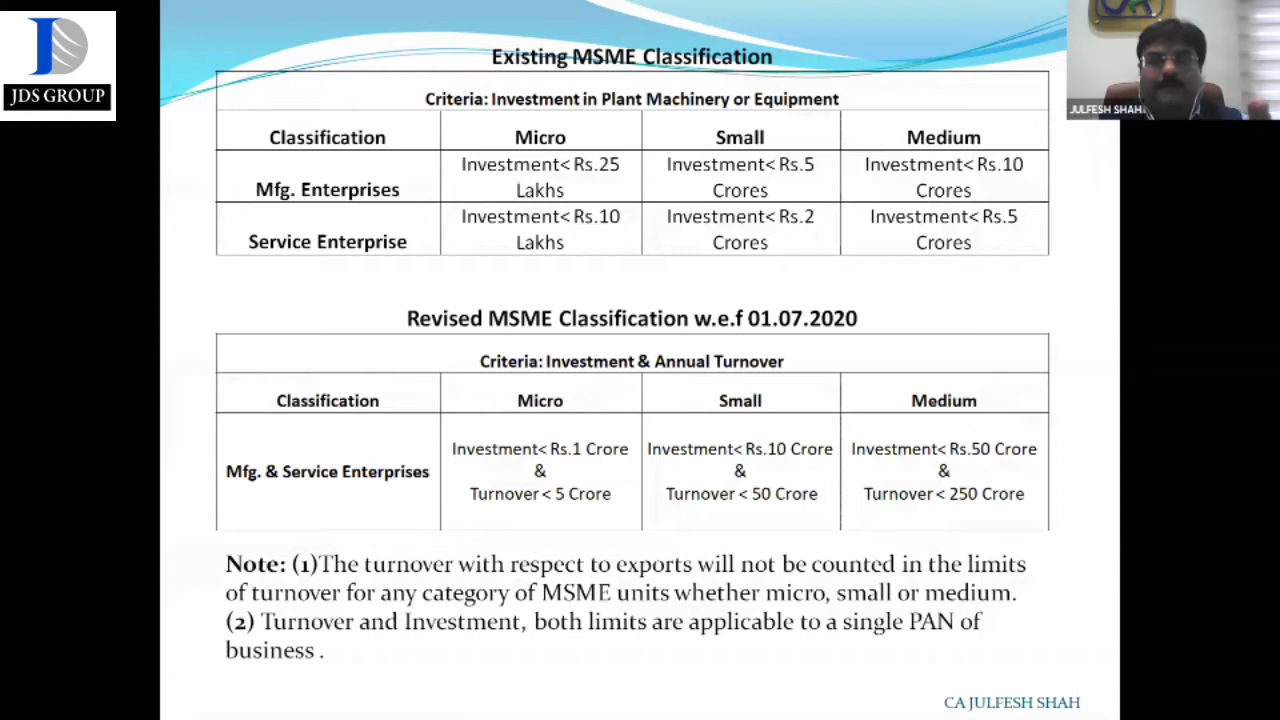 JDS GROUP
JULFESH SHAH
Existing MSME Classification
Criteria: Investment in Plant Machinery or Equipment
Classification Micro Small Medium
Mfg. Enterprises Investment< Rs.25 Lakhs Investment< Rs.5 Crores Investment< Rs.10 Crores
Service Enterprise Investment< Rs.10 Lakhs Investment< Rs.2 Crores Investment< Rs.5 Crores
Revised MSME Classification w.e.f 01.07.2020
Criteria: Investment & Annual Turnover
Classification Micro Small Medium
Mfg. & Service Enterprises Investment< Rs.1 Crore & Turnover < 5 Crore Investment< Rs.10 Crore & Turnover < 50 Crore Investment< Rs.50 Crore & Turnover < 250 Crore
Note: (1)The turnover with respect to exports will not be counted in the limits
of turnover for any category of MSME units whether micro, small or medium.
(2) Turnover and Investment, both limits are applicable to a single PAN of
business .
CA JULFESH SHAH